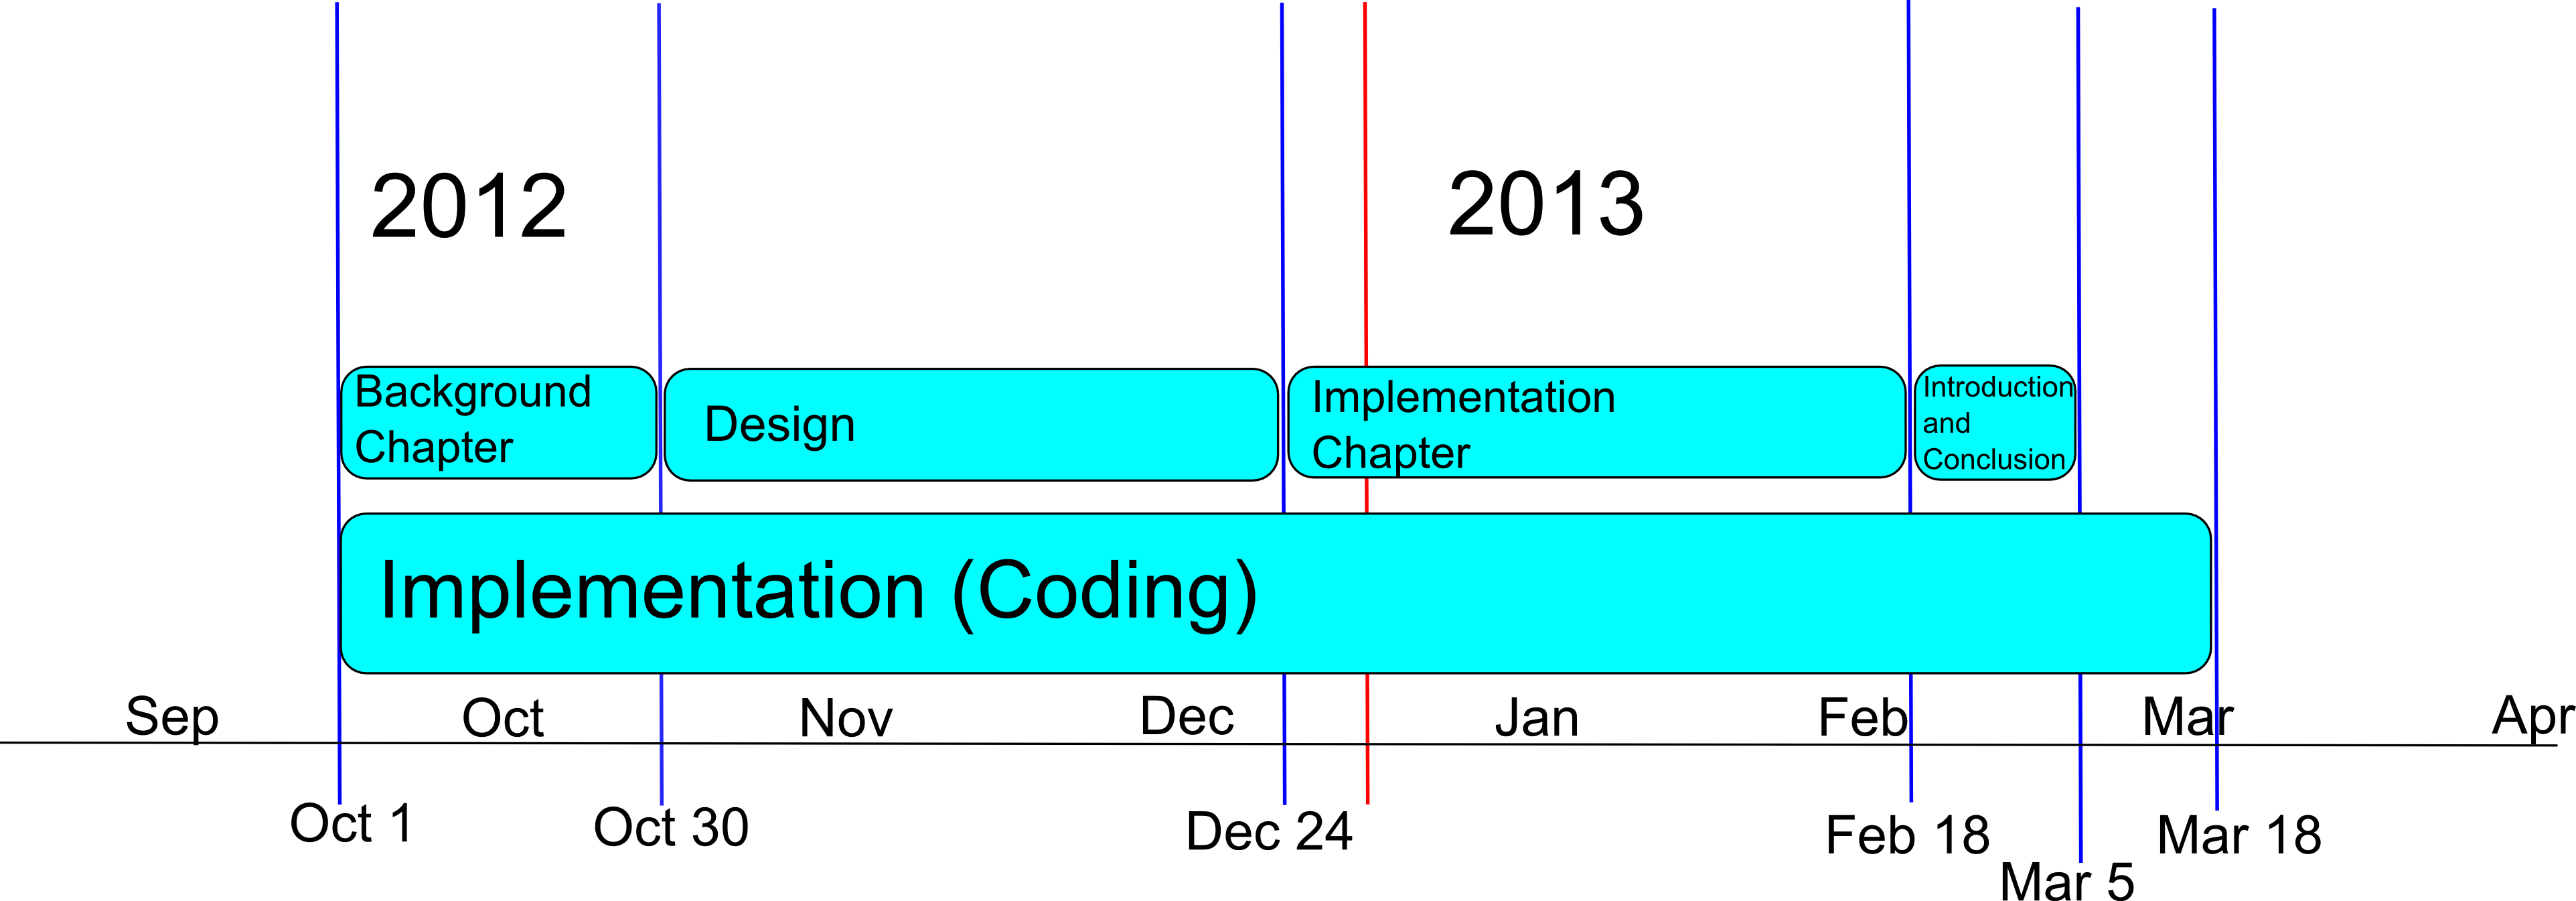 2012
2013
Background
Chapter
Design
Implementation
Chapter
Introduction
and
Conclusion
Implementation (Coding)
Sep
Oct
Nov
Dec
Jan
Feb
Mar
Apr
Oct 1
Oct 30
Dec 24
Feb 18
Mar 5
Mar 18